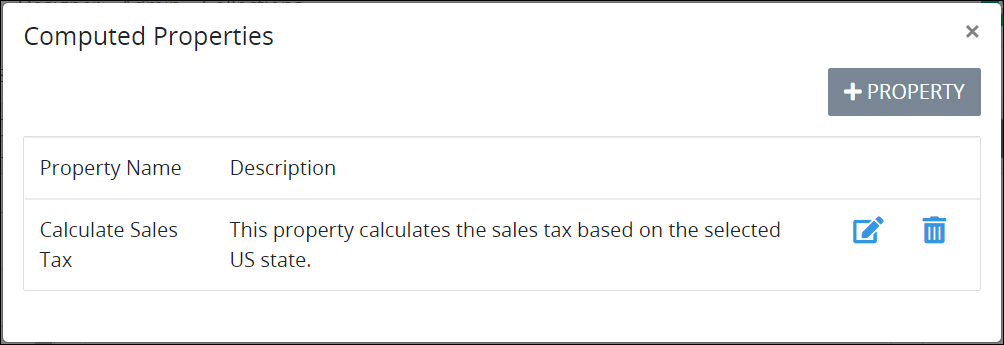 Computed Properties
×
+ PROPERTY
Property Name Description
Calculate Sales Tax This property calculates the sales tax based on the selected US state.